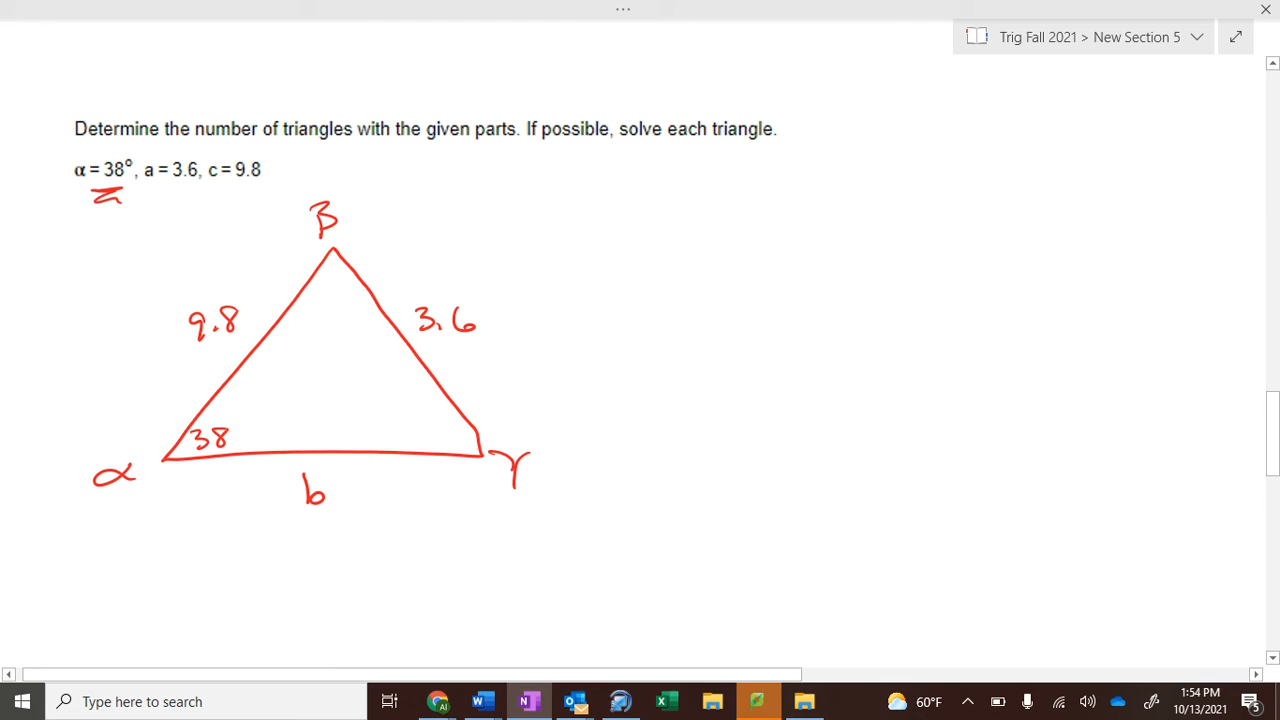 ...
Trig Fall 2021 > New Section 5
Determine the number of triangles with the given parts. If possible, solve each triangle.
α = 38°, a = 3.6, c = 9.8
β
9.8
3.6
38
α
γ
b
Type here to search
60°F
1:54 PM
10/13/2021
5